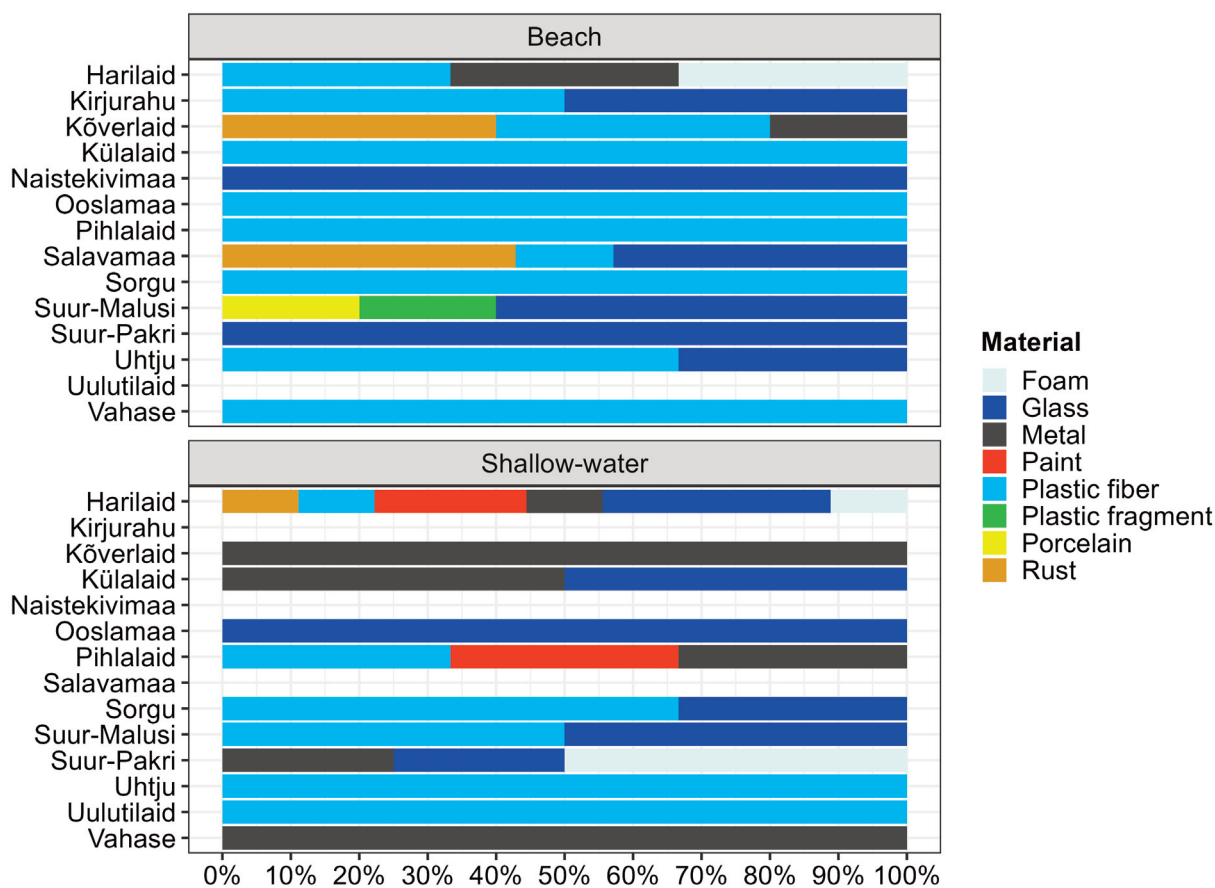 Beach
Harilaid
Kirjurahu
Kõverlaid
Külalaid
Naistekivimaa
Ooslamaa
Pihlalaid
Salavamaa
Sorgu
Suur-Malusi
Suur-Pakri
Uhtju
Uulutilaid
Vahase
Shallow-water
Harilaid
Kirjurahu
Kõverlaid
Külalaid
Naistekivimaa
Ooslamaa
Pihlalaid
Salavamaa
Sorgu
Suur-Malusi
Suur-Pakri
Uhtju
Uulutilaid
Vahase
0% 10% 20% 30% 40% 50% 60% 70% 80% 90% 100%
Material
Foam
Glass
Metal
Paint
Plastic fiber
Plastic fragment
Porcelain
Rust